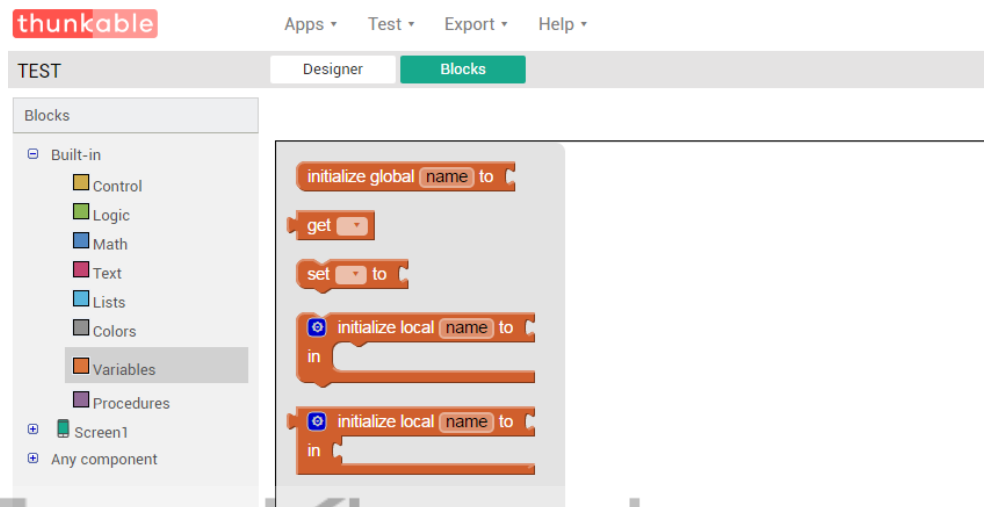 thunkable
Apps Test Export Help
TEST
Designer Blocks
Blocks
Built-in
Control
Logic
Math
Text
Lists
Colors
Variables
Procedures
Screen1
Any component
initialize global name to
get
set to
initialize local name to
in
initialize local name to
in